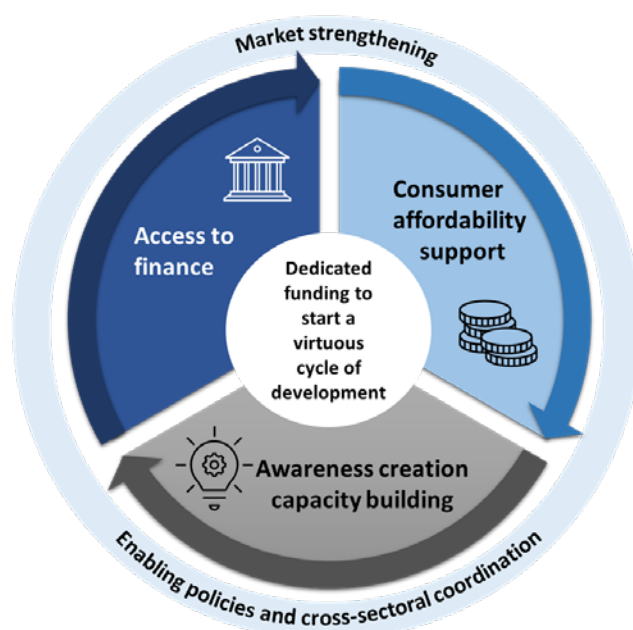 Market strengthening
Access to
finance
Consumer
affordability
support
Dedicated
funding to
start a
virtuous
cycle of
development
Awareness creation
capacity building
Enabling policies and cross-sectoral coordination